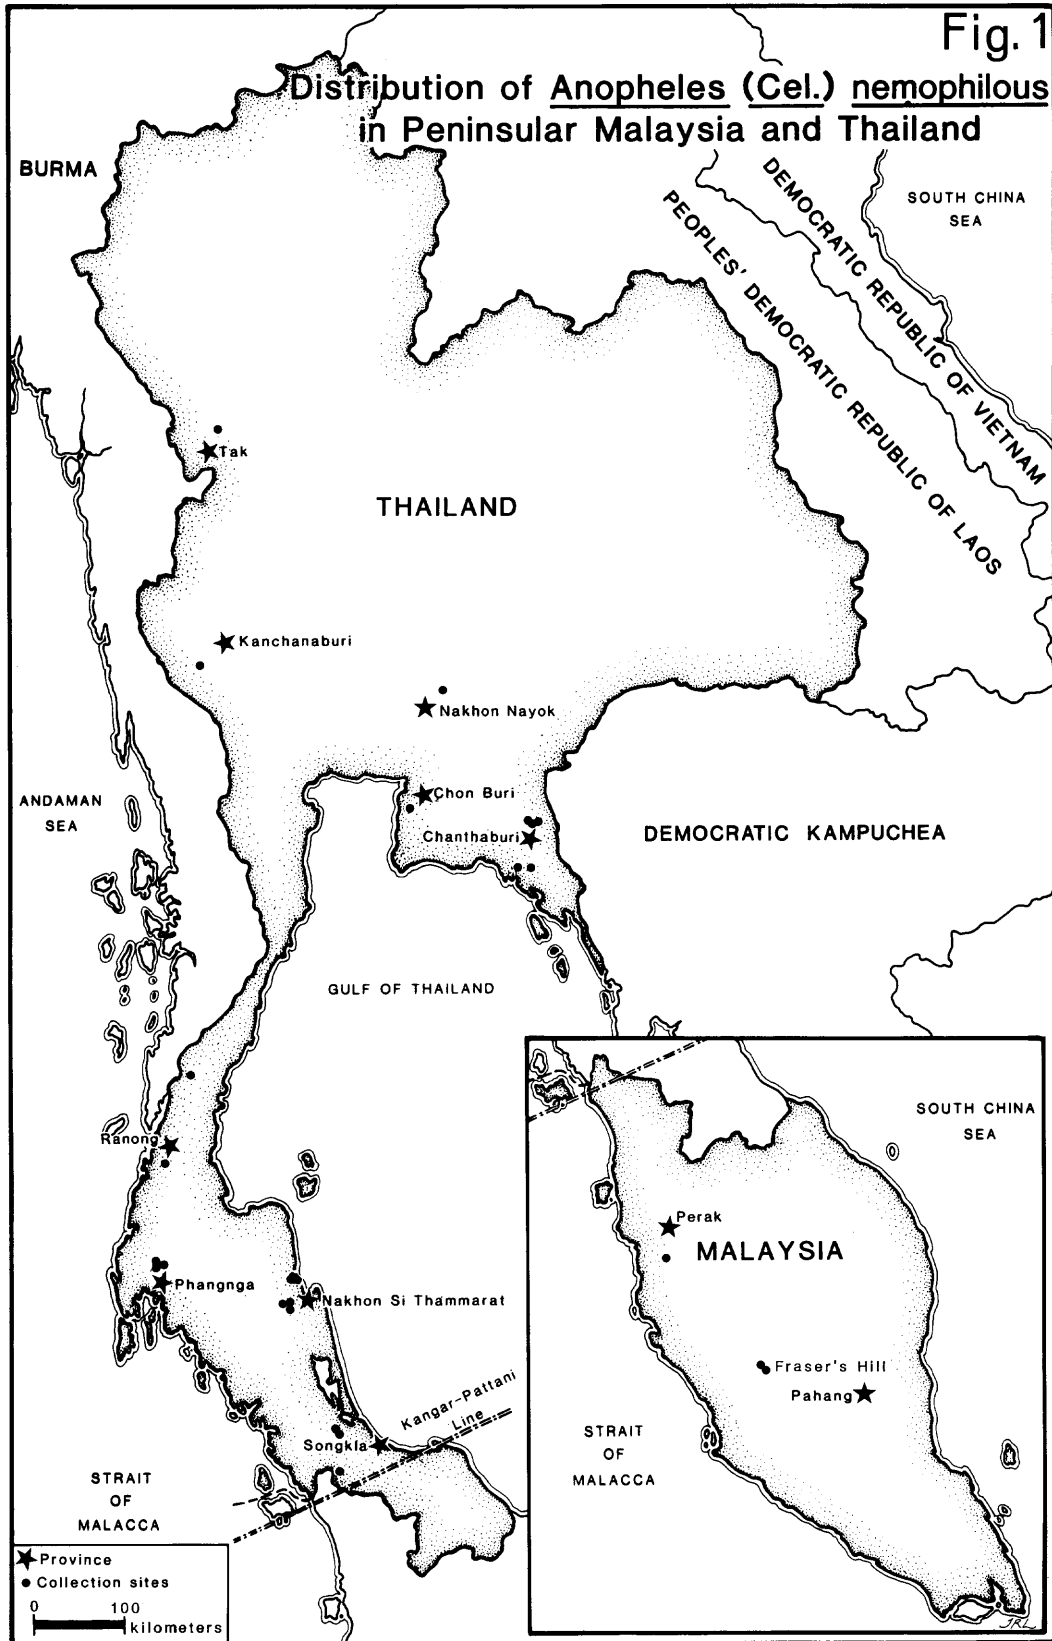 Fig. 1
Distribution of Anopheles (Cel.) nemophilous
in Peninsular Malaysia and Thailand
BURMA
SOUTH CHINA
SEA
DEMOCRATIC REPUBLIC OF VIETNAM
PEOPLES' DEMOCRATIC REPUBLIC OF LAOS
Tak
THAILAND
Kanchanaburi
Nakhon Nayok
ANDAMAN
SEA
Chon Buri
Chanthaburi
DEMOCRATIC KAMPUCHEA
GULF OF THAILAND
Ranong
Phangnga
Nakhon Si Thammarat
Kangar-Pattani
Line
Songkla
STRAIT
OF
MALACCA
Province
Collection sites
0 100
kilometers
SOUTH CHINA
SEA
Perak
MALAYSIA
Fraser's Hill
Pahang
STRAIT
OF
MALACCA
JRL